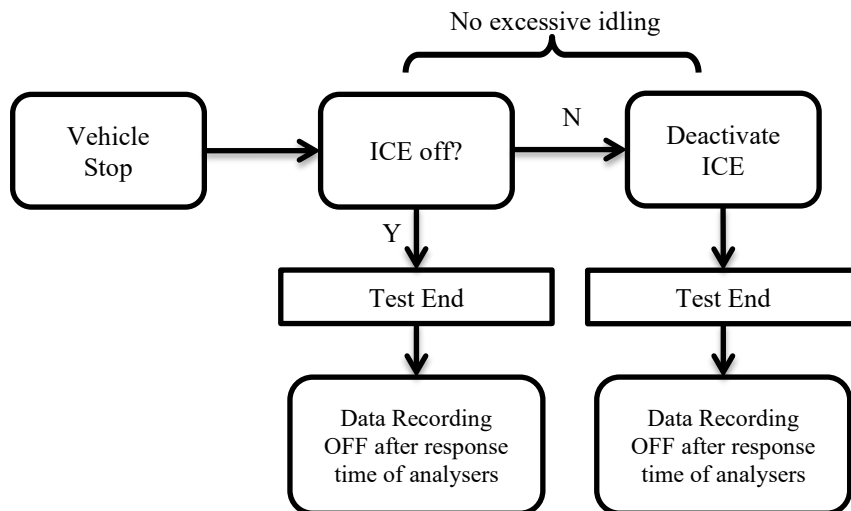 No excessive idling
Vehicle
Stop
ICE off?
N
Deactivate
ICE
Y
Test End
Test End
Data Recording
OFF after response
time of analysers
Data Recording
OFF after response
time of analysers